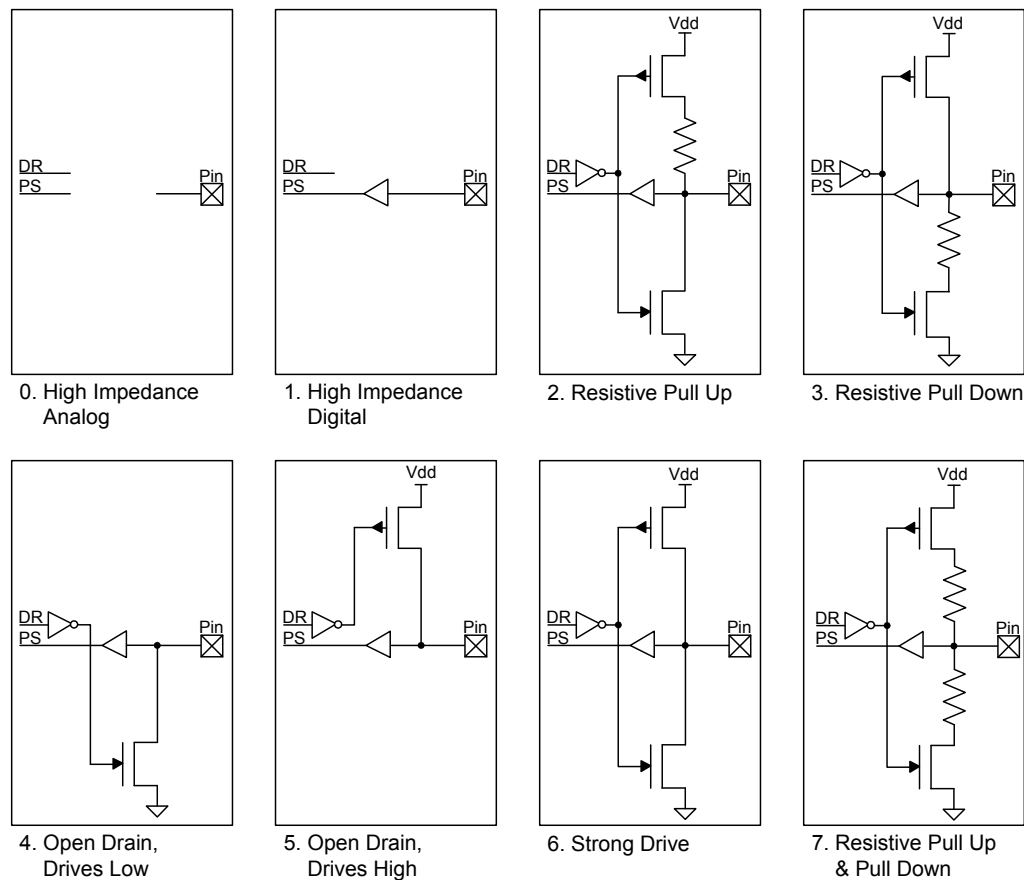 Vdd
Vdd
DR
PS
Pin
DR
PS
Pin
DR
PS
Pin
DR
PS
Pin
0. High Impedance
Analog
1. High Impedance
Digital
2. Resistive Pull Up
3. Resistive Pull Down
Vdd
Vdd
Vdd
DR
PS
Pin
DR
PS
Pin
DR
PS
Pin
DR
PS
Pin
4. Open Drain,
Drives Low
5. Open Drain,
Drives High
6. Strong Drive
7. Resistive Pull Up
& Pull Down